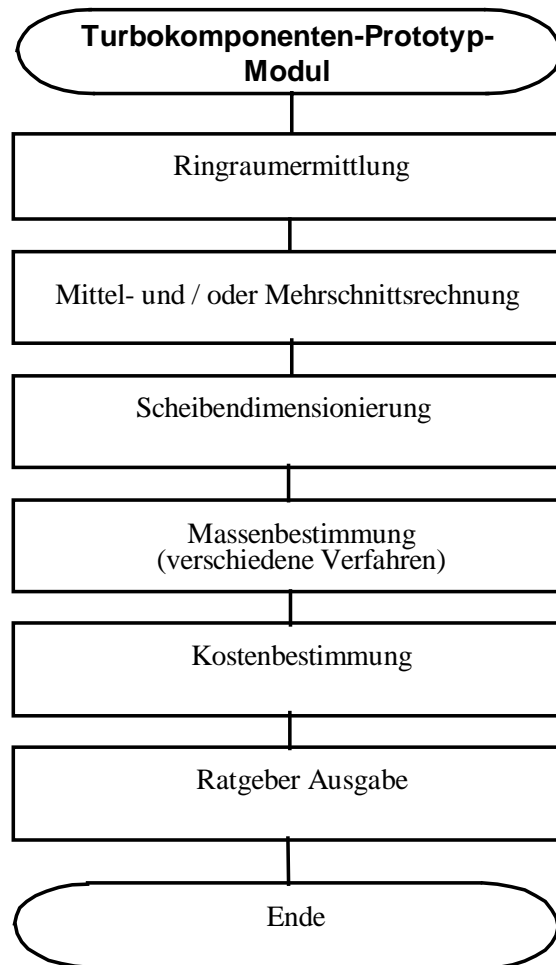 Turbokomponenten-Prototyp-
Modul
Ringraumermittlung
Mittel- und / oder Mehrschnittsrechnung
Scheibendimensionierung
Massenbestimmung
(verschiedene Verfahren)
Kostenbestimmung
Ratgeber Ausgabe
Ende